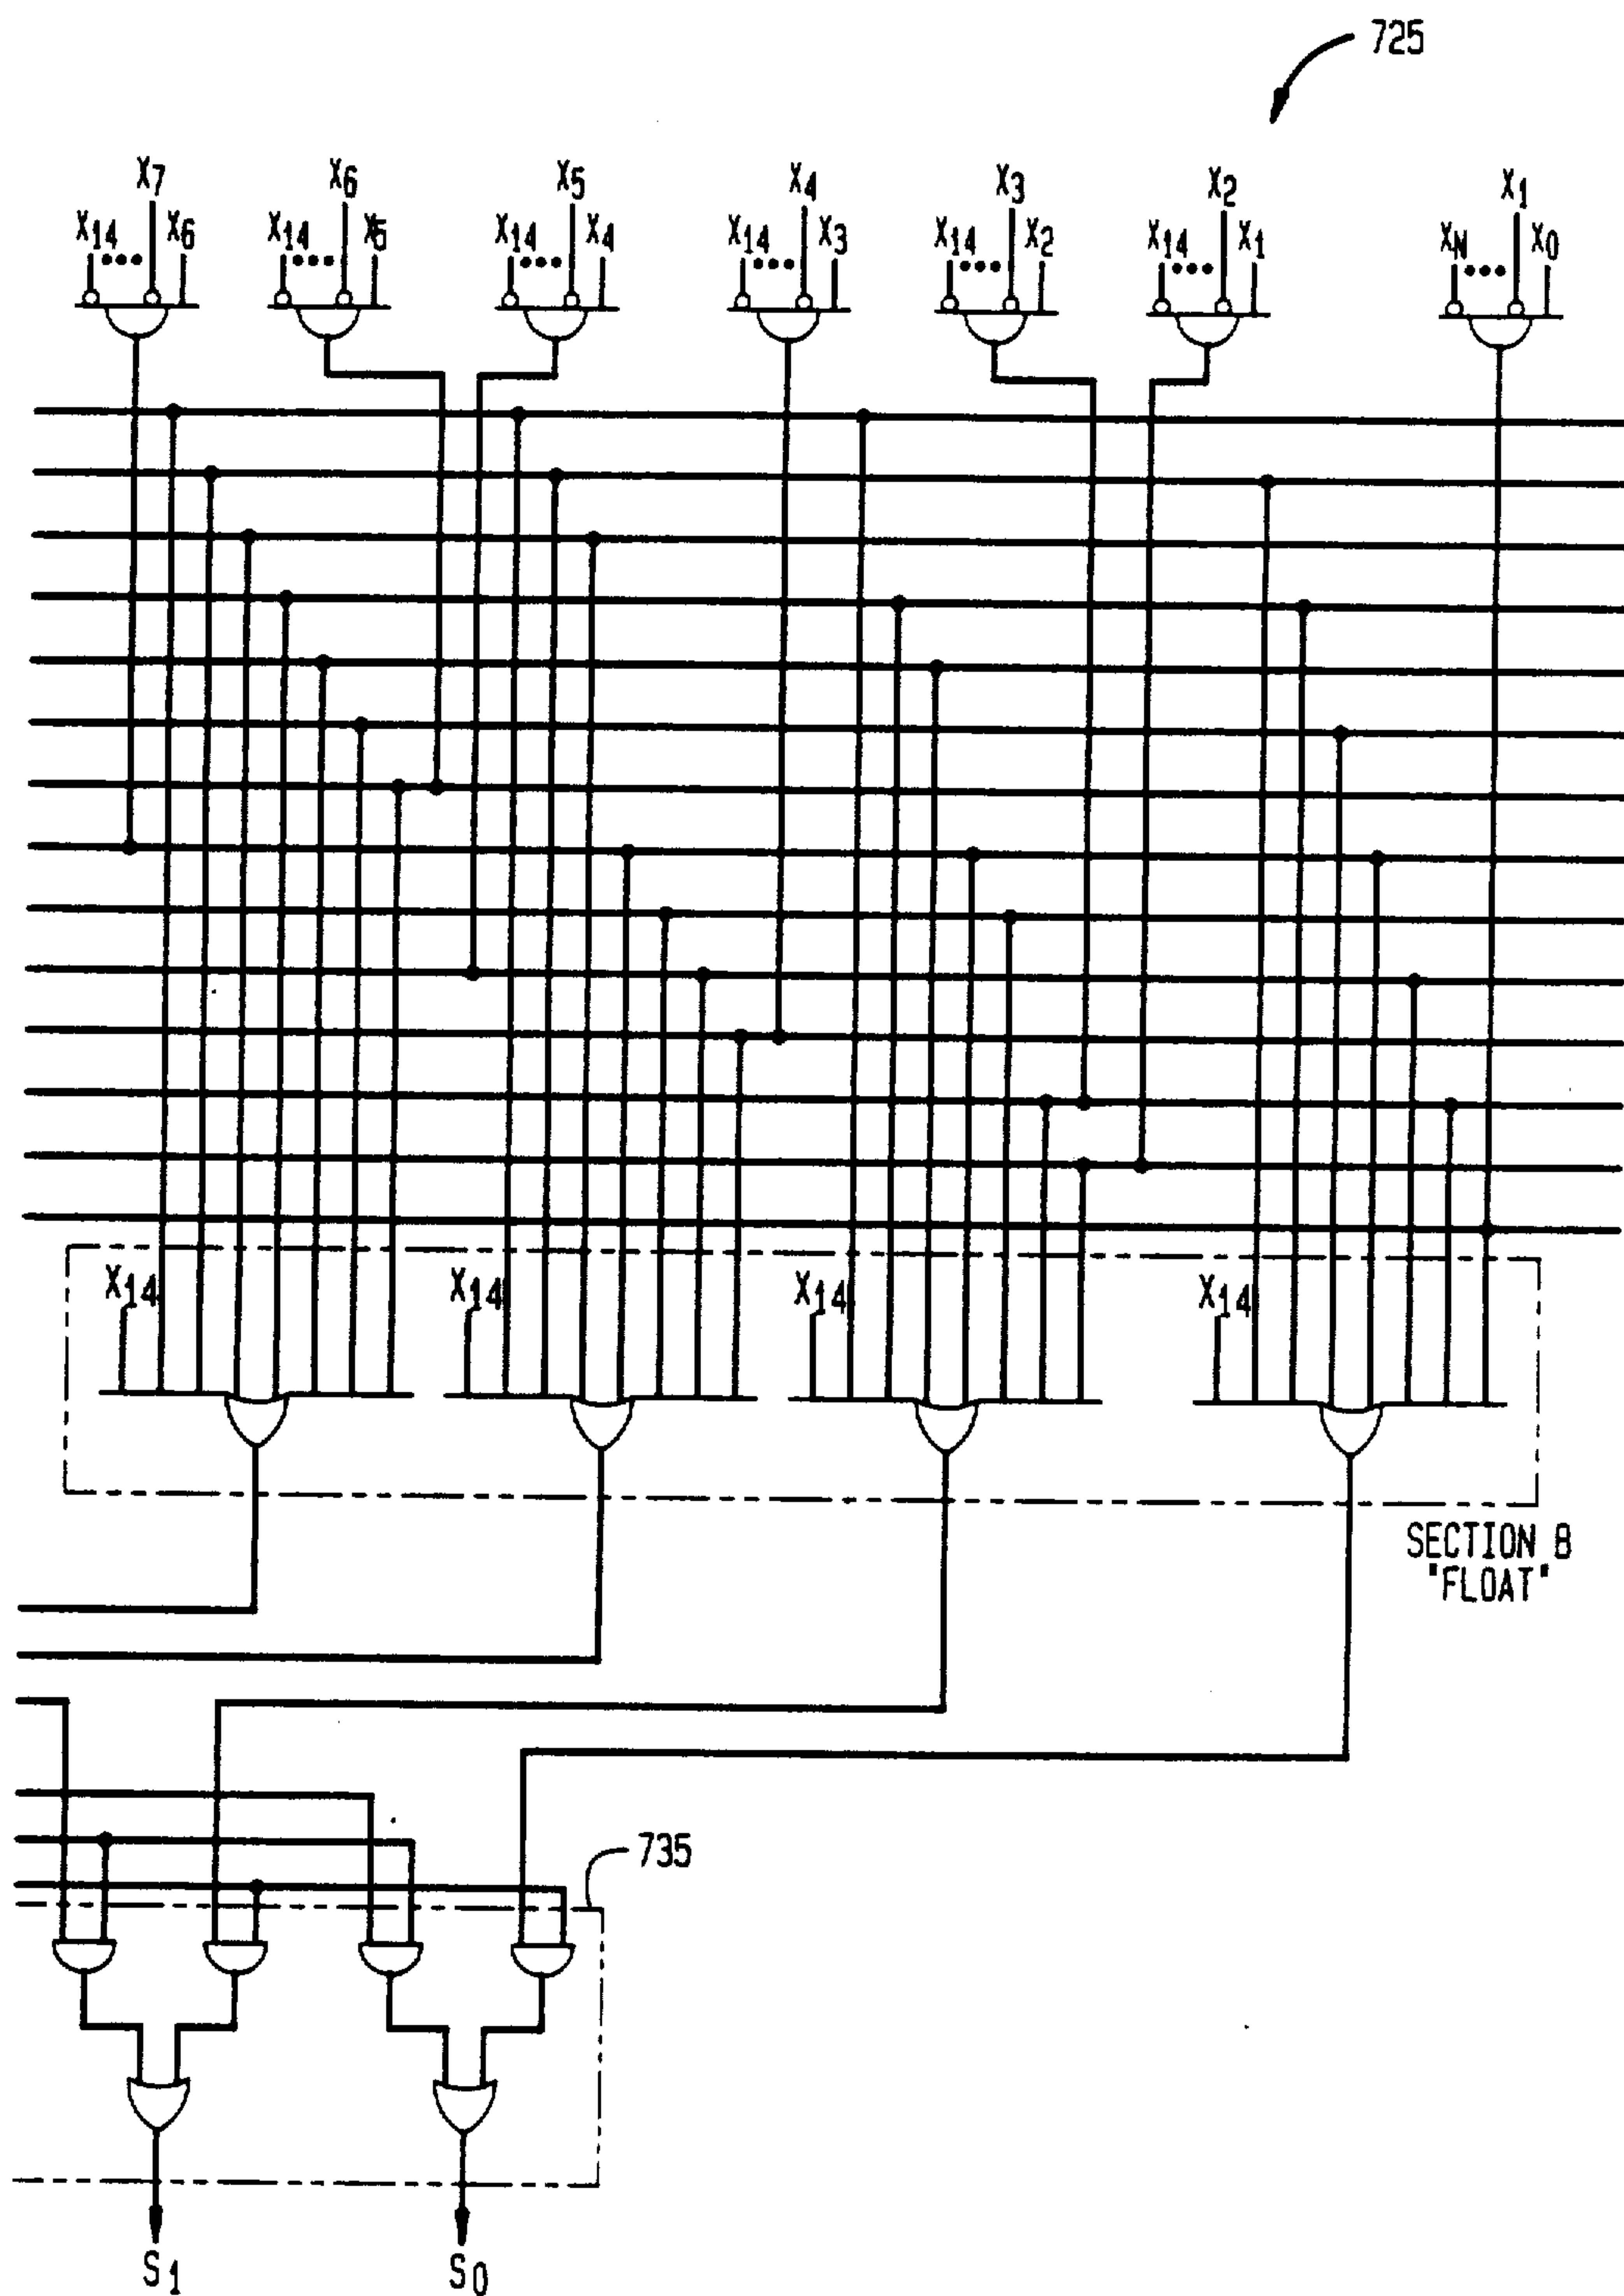 725
X7 X6 X5 X4 X3 X2 X1
X14 ••• X6 X14 ••• X5 X14 ••• X4 X14 ••• X3 X14 ••• X2 X14 ••• X1 XN ••• X0
X14 X14 X14 X14
SECTION 8
"FLOAT"
735
S1 S0